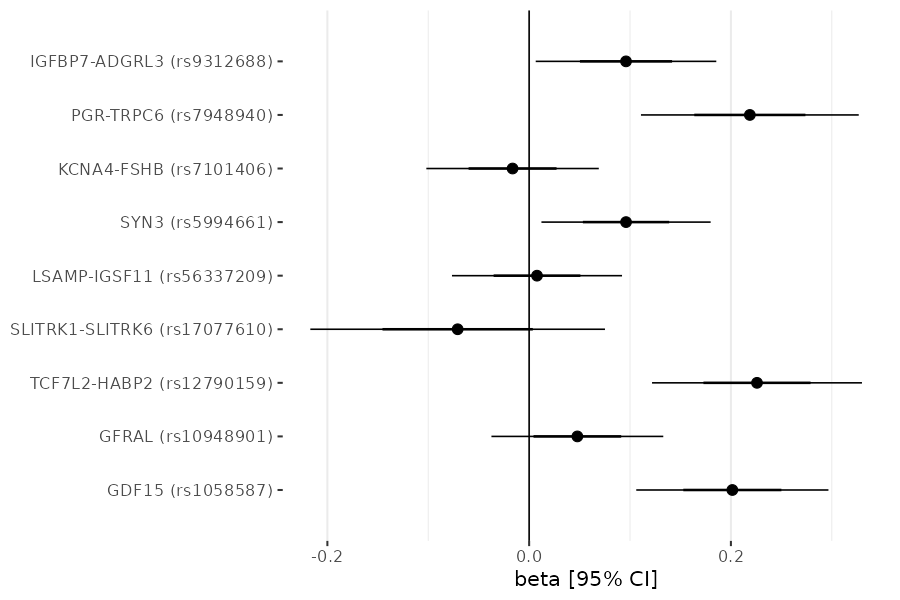 IGFBP7-ADGRL3 (rs9312688)
PGR-TRPC6 (rs7948940)
KCNA4-FSHB (rs7101406)
SYN3 (rs5994661)
LSAMP-IGSF11 (rs56337209)
SLITRK1-SLITRK6 (rs17077610)
TCF7L2-HABP2 (rs12790159)
GFRAL (rs10948901)
GDF15 (rs1058587)
-0.2 0.0 0.2
beta [95% CI]